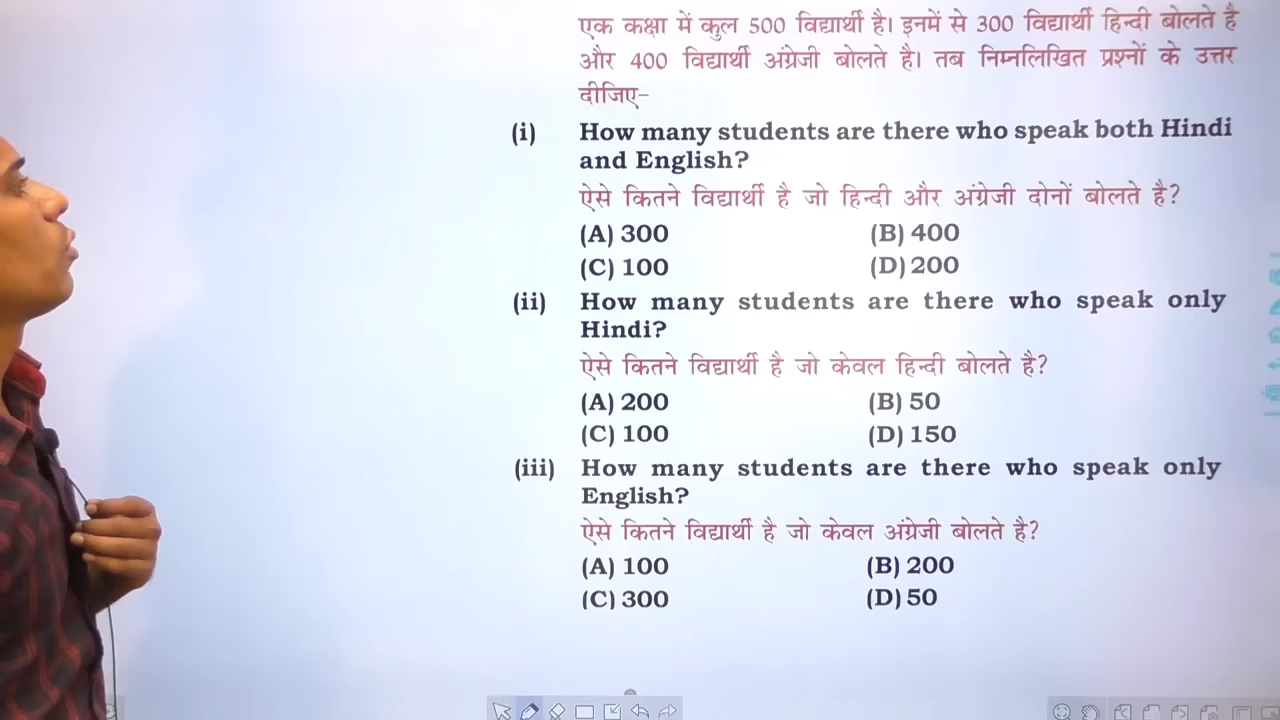 एक कक्षा में कुल 500 विद्यार्थी है। इनमें से 300 विद्यार्थी हिन्दी बोलते है
और 400 विद्यार्थी अंग्रेजी बोलते है। तब निम्नलिखित प्रश्नों के उत्तर
दीजिए–
(i) How many students are there who speak both Hindi
and English?
ऐसे कितने विद्यार्थी है जो हिन्दी और अंग्रेजी दोनों बोलते है?
(A) 300 (B) 400
(C) 100 (D) 200
(ii) How many students are there who speak only
Hindi?
ऐसे कितने विद्यार्थी है जो केवल हिन्दी बोलते है?
(A) 200 (B) 50
(C) 100 (D) 150
(iii) How many students are there who speak only
English?
ऐसे कितने विद्यार्थी है जो केवल अंग्रेजी बोलते है?
(A) 100 (B) 200
(C) 300 (D) 50